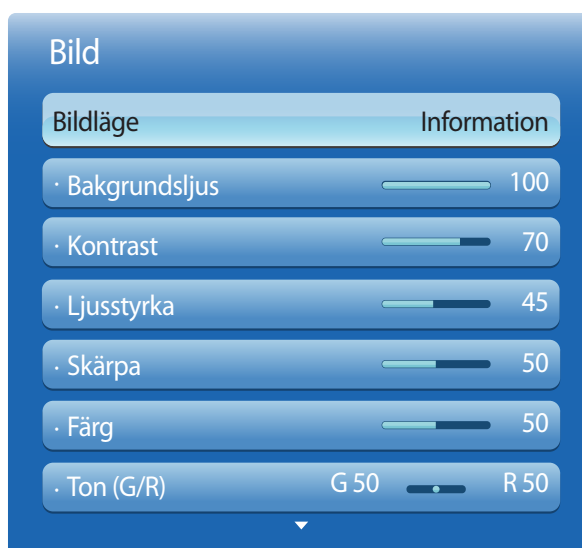 Bild
Bildläge Information
· Bakgrundsljus 100
· Kontrast 70
· Ljusstyrka 45
· Skärpa 50
· Färg 50
· Ton (G/R) G 50 R 50